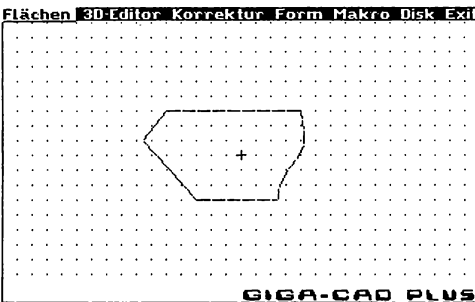 Flächen 3D-Editor Korrektur Form Makro Disk Exit
GIGA-CAD PLUS